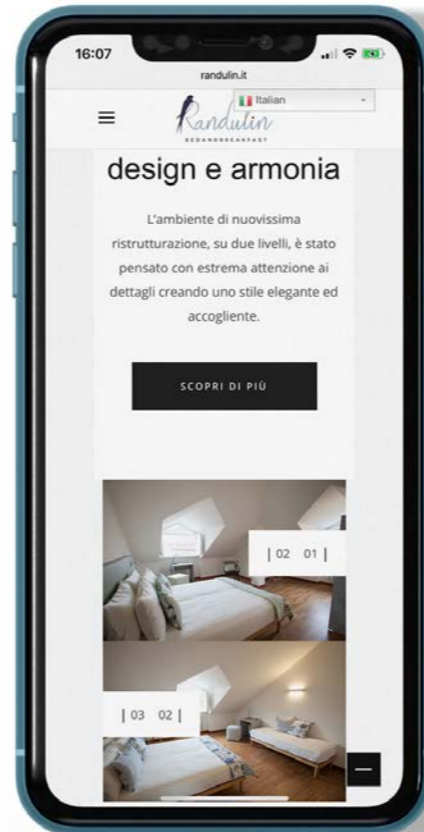 16:07
randulin.it
Italian
Randulin
BEDANDBREAKFAST
design e armonia
L'ambiente di nuovissima
ristrutturazione, su due livelli, è stato
pensato con estrema attenzione ai
dettagli creando uno stile elegante ed
accogliente.
SCOPRI DI PIÙ
| 02 01 |
| 03 02 |